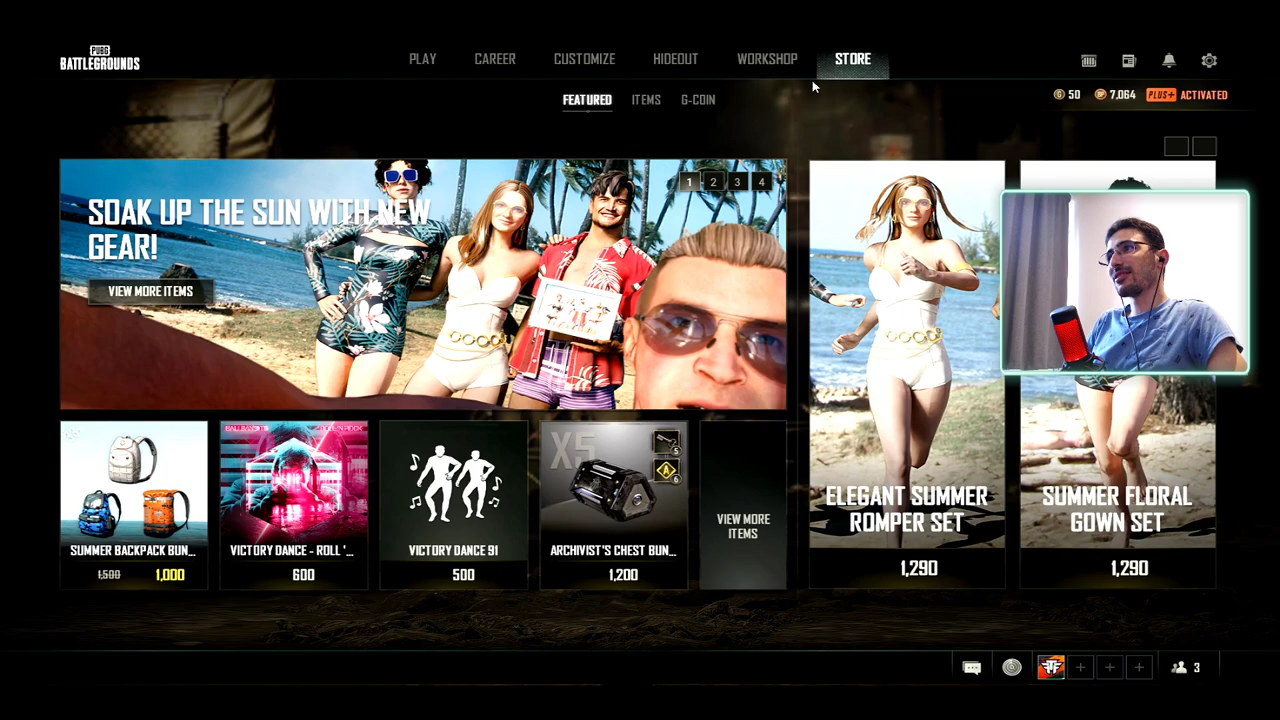 PUBG
BATTLEGROUNDS
PLAY
CAREER
CUSTOMIZE
HIDEOUT
WORKSHOP
STORE
FEATURED
ITEMS
G-COIN
G 50
BP 7,064
PLUS+ ACTIVATED
1 2 3 4
SOAK UP THE SUN WITH NEW
GEAR!
VIEW MORE ITEMS
SUMMER BACKPACK BUN...
1,500 1,000
VICTORY DANCE - ROLL '...
600
VICTORY DANCE 91
500
X5
5
A
6
ARCHIVIST'S CHEST BUN...
1,200
VIEW MORE
ITEMS
ELEGANT SUMMER
ROMPER SET
1,290
SUMMER FLORAL
GOWN SET
1,290
3